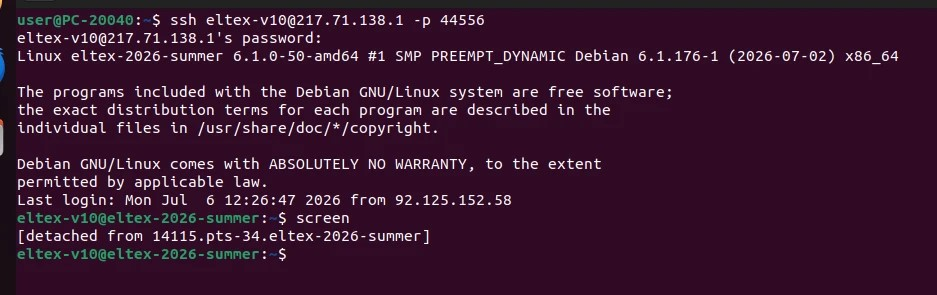 user@PC-20040:~$ ssh eltex-v10@217.71.138.1 -p 44556
eltex-v10@217.71.138.1's password:
Linux eltex-2026-summer 6.1.0-50-amd64 #1 SMP PREEMPT_DYNAMIC Debian 6.1.176-1 (2026-07-02) x86_64
The programs included with the Debian GNU/Linux system are free software;
the exact distribution terms for each program are described in the
individual files in /usr/share/doc/*/copyright.
Debian GNU/Linux comes with ABSOLUTELY NO WARRANTY, to the extent
permitted by applicable law.
Last login: Mon Jul  6 12:26:47 2026 from 92.125.152.58
eltex-v10@eltex-2026-summer:~$ screen
[detached from 14115.pts-34.eltex-2026-summer]
eltex-v10@eltex-2026-summer:~$